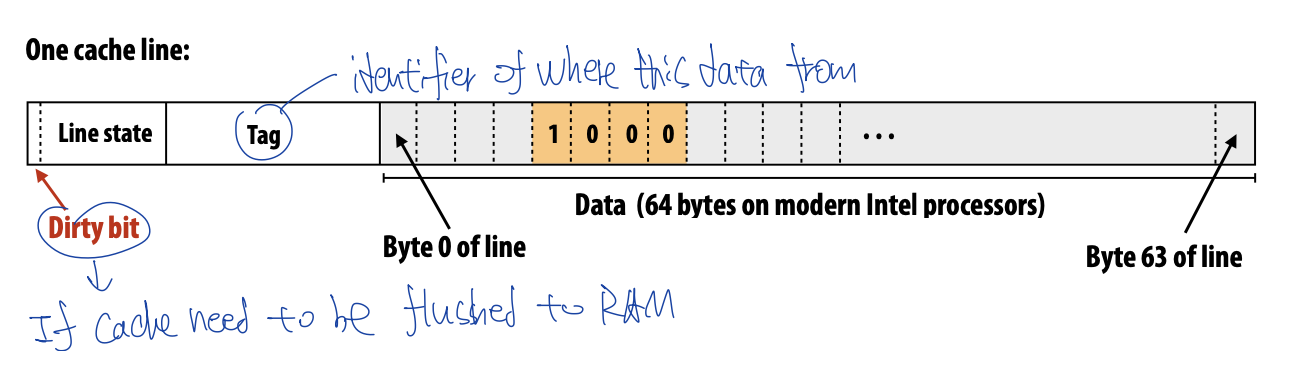 One cache line:
identifier of where this data from
Line state Tag 1 0 0 0 ...
Data (64 bytes on modern Intel processors)
Dirty bit
Byte 0 of line
Byte 63 of line
If cache need to be flushed to RAM